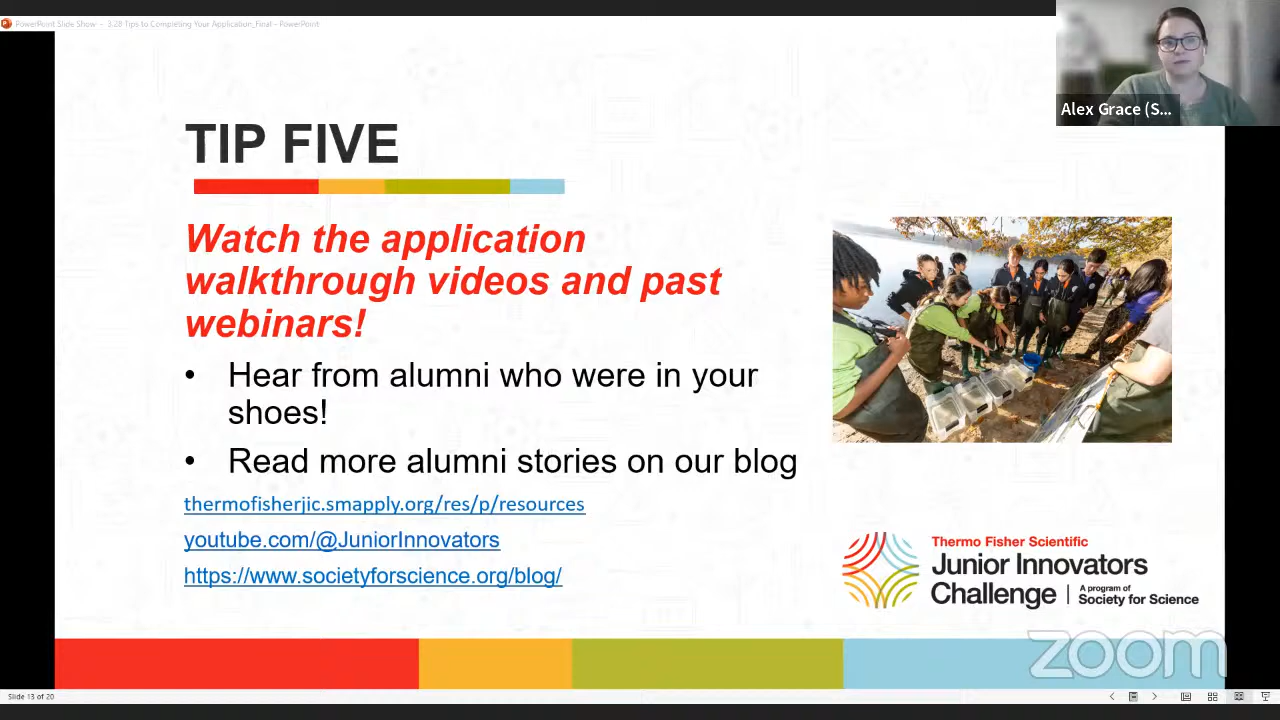 PowerPoint Slide Show - 3.28 Tips to Completing Your Application_Final - PowerPoint
Alex Grace (S...
TIP FIVE
Watch the application
walkthrough videos and past
webinars!
• Hear from alumni who were in your
shoes!
• Read more alumni stories on our blog
thermofisherjic.smapply.org/res/p/resources
youtube.com/@JuniorInnovators
https://www.societyforscience.org/blog/
Thermo Fisher Scientific
Junior Innovators
Challenge | A program of
Society for Science
zoom
Slide 13 of 20